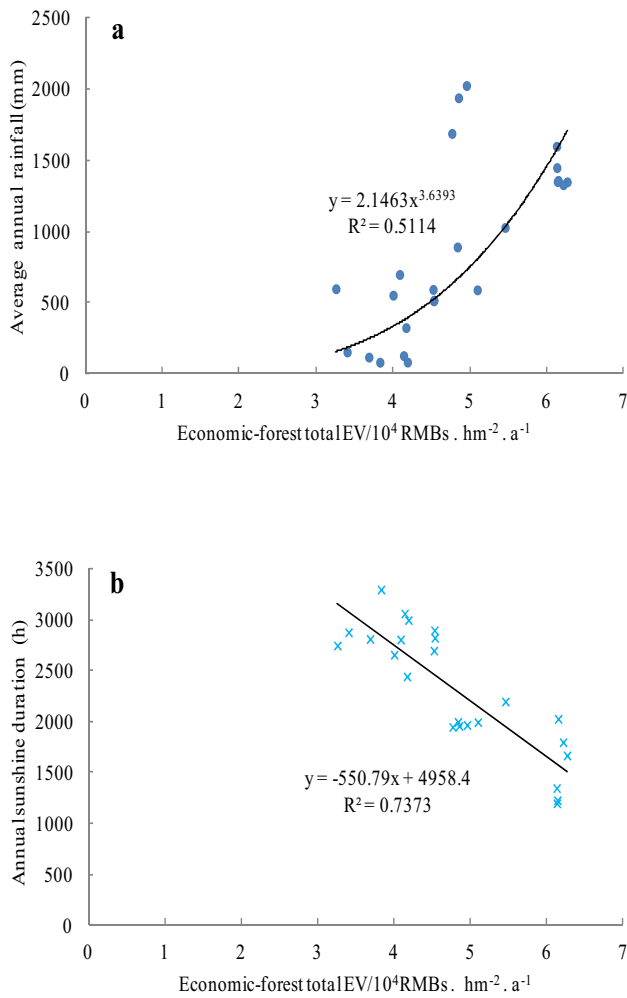 a
2500
2000
1500
1000
500
0
Average annual rainfall(mm)
y = 2.1463x^3.6393
R² = 0.5114
0 1 2 3 4 5 6 7
Economic-forest total EV/10⁴ RMBs . hm⁻² . a⁻¹
b
3500
3000
2500
2000
1500
1000
500
0
Annual sunshine duration (h)
y = -550.79x + 4958.4
R² = 0.7373
0 1 2 3 4 5 6 7
Economic-forest total EV/10⁴ RMBs . hm⁻² . a⁻¹